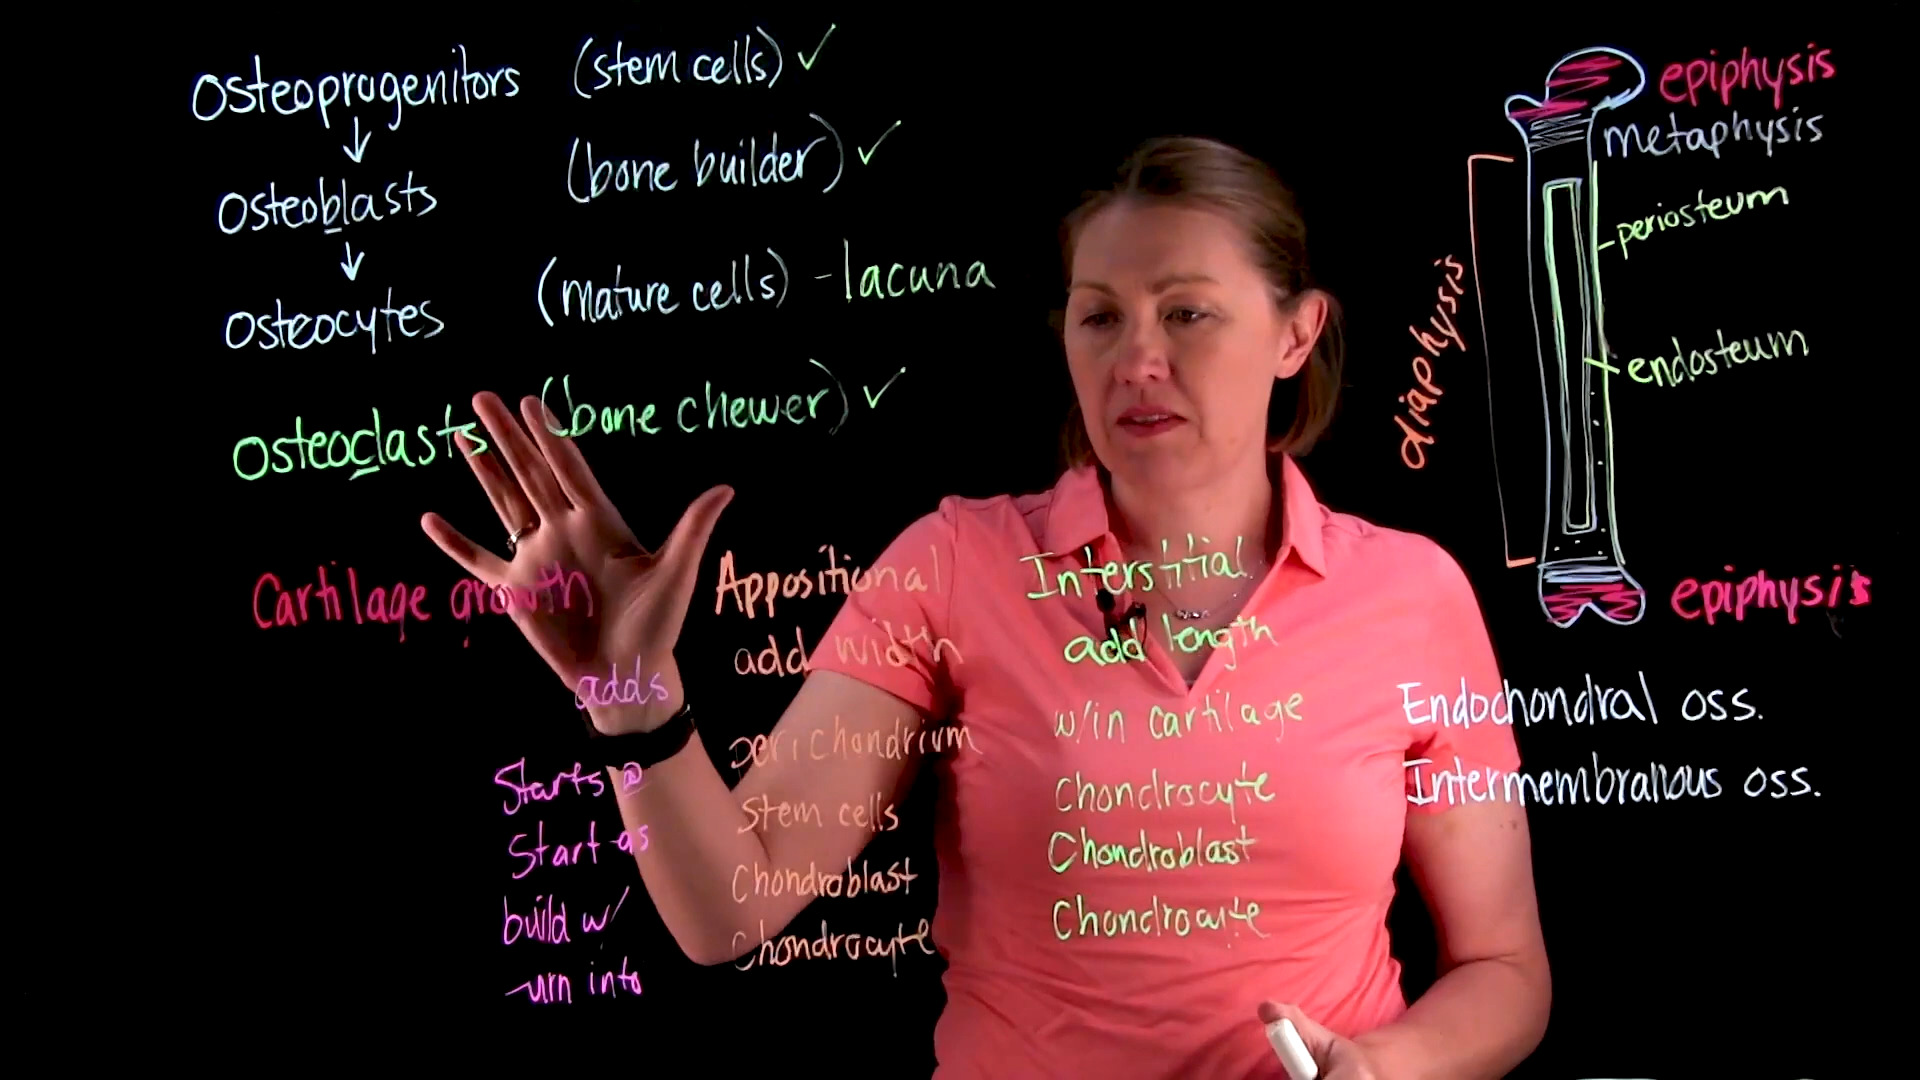 Osteoprogenitors (stem cells) ✓
↓
Osteoblasts (bone builder) ✓
↓
Osteocytes (mature cells) - lacuna
Osteoclasts (bone chewer) ✓
Cartilage growth Appositional Interstitial
adds add width add length
Starts @ perichondrium w/in cartilage
Start as Stem cells Chondrocyte
build w/ Chondroblast Chondroblast
urn into Chondrocyte Chondrocyte
epiphysis
metaphysis
periosteum
diaphysis
endosteum
epiphysis
Endochondral oss.
Intermembranous oss.